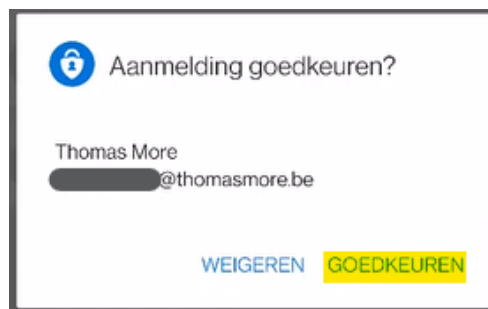 Aanmelding goedkeuren?
Thomas More
@thomasmore.be
WEIGEREN GOEDKEUREN